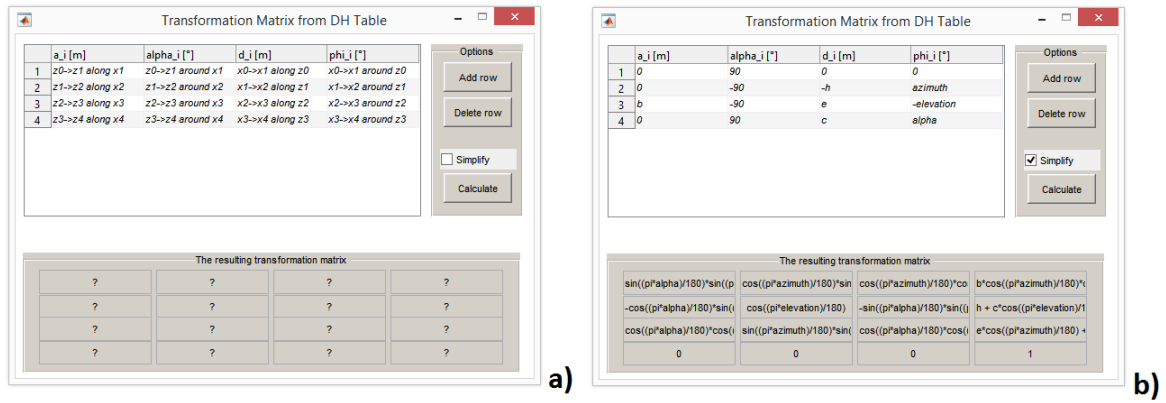 Transformation Matrix from DH Table
a_i [m] alpha_i [°] d_i [m] phi_i [°]
1 z0->z1 along x1 z0->z1 around x1 x0->x1 along z0 x0->x1 around z0
2 z1->z2 along x2 z1->z2 around x2 x1->x2 along z1 x1->x2 around z1
3 z2->z3 along x3 z2->z3 around x3 x2->x3 along z2 x2->x3 around z2
4 z3->z4 along x4 z3->z4 around x4 x3->x4 along z3 x3->x4 around z3
Options
Add row
Delete row
Simplify
Calculate
The resulting transformation matrix
? ? ? ?
? ? ? ?
? ? ? ?
? ? ? ?
a)
Transformation Matrix from DH Table
a_i [m] alpha_i [°] d_i [m] phi_i [°]
1 0 90 0 0
2 0 -90 -h azimuth
3 b -90 e -elevation
4 0 90 c alpha
Options
Add row
Delete row
Simplify
Calculate
The resulting transformation matrix
sin((pi*alpha)/180)*sin((p cos((pi*azimuth)/180)*sin cos((pi*azimuth)/180)*co b*cos((pi*azimuth)/180)*c
-cos((pi*alpha)/180)*sin( cos((pi*elevation)/180) -sin((pi*alpha)/180)*sin((p h + c*cos((pi*elevation)/1
cos((pi*alpha)/180)*cos( sin((pi*azimuth)/180)*sin( cos((pi*alpha)/180)*cos( e*cos((pi*azimuth)/180) +
0 0 0 1
b)